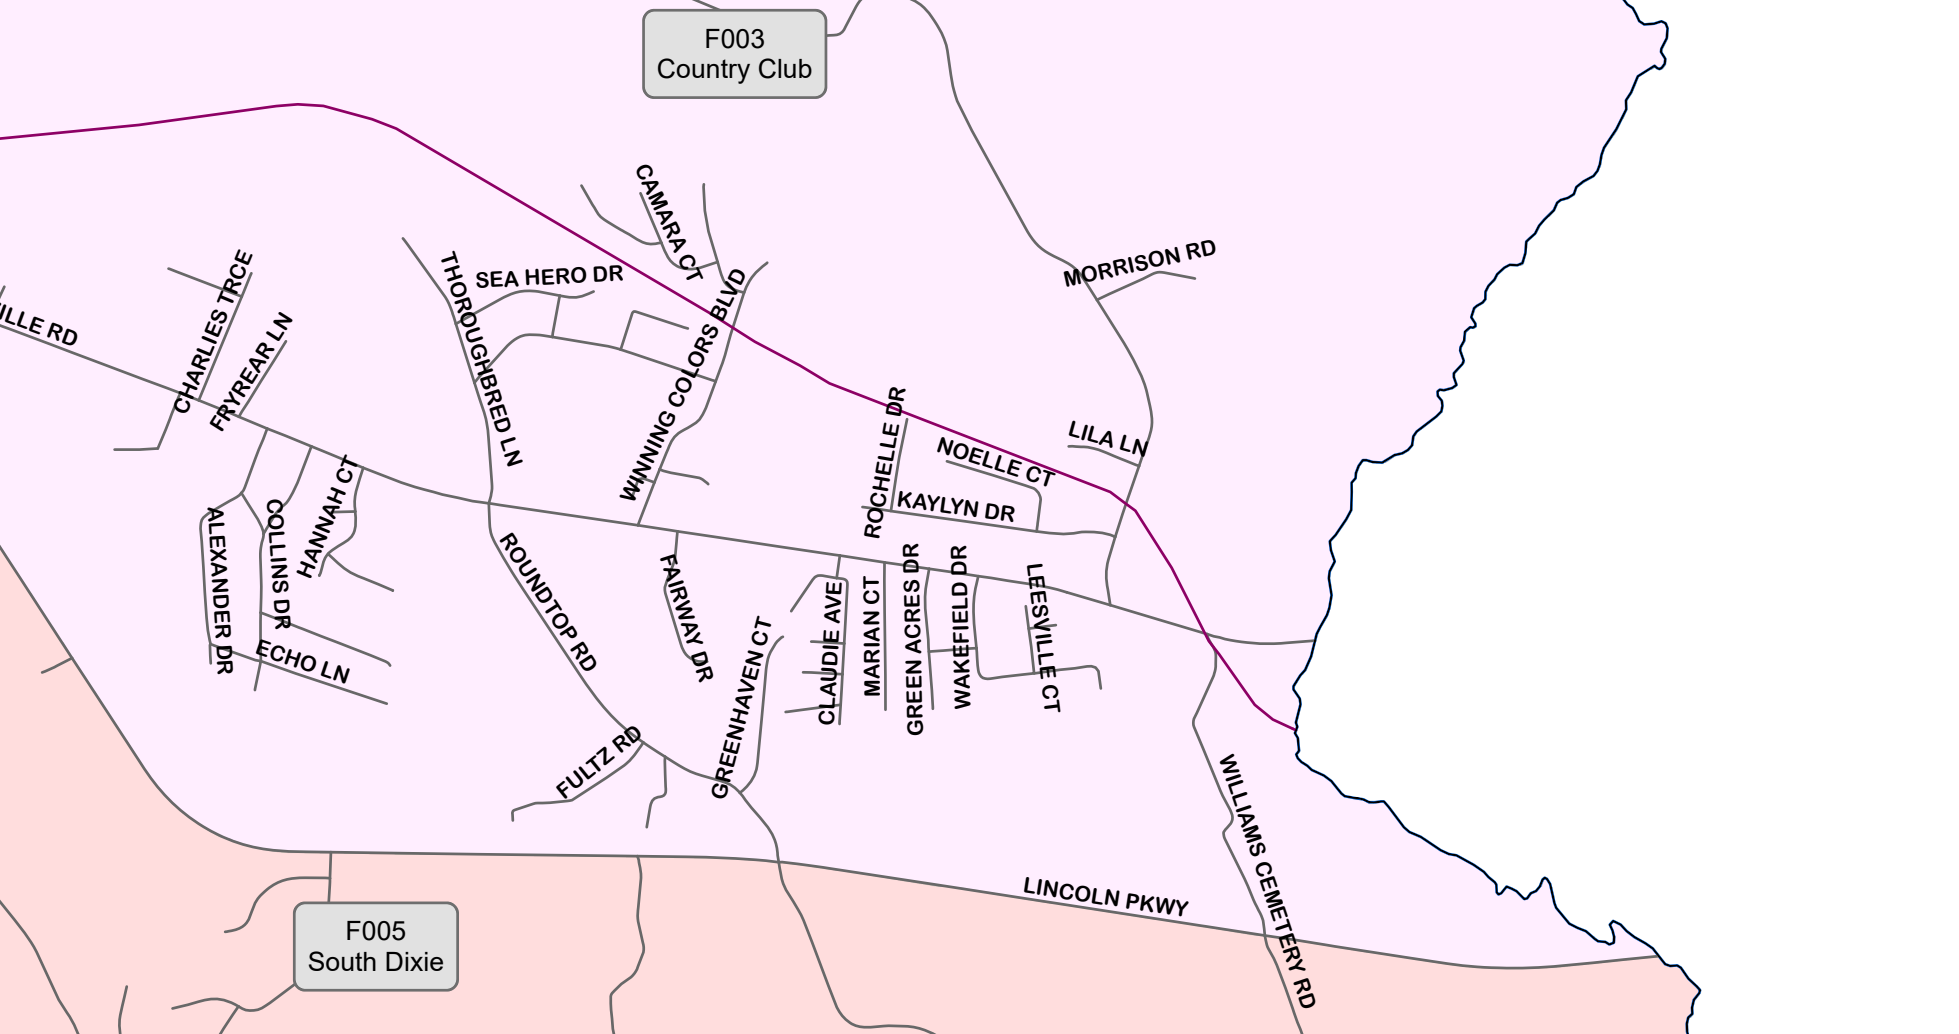 F003
Country Club
CAMARA CT
MORRISON RD
CHARLIES TRCE
THOROUGHBRED LN
SEA HERO DR
WINNING COLORS BLVD
ILLE RD
FRYREAR LN
ROCHELLE DR
LILA LN
NOELLE CT
KAYLYN DR
HANNAH CT
COLLINS DR
ALEXANDER DR
ECHO LN
ROUNDTOP RD
FAIRWAY DR
GREENHAVEN CT
CLAUDIE AVE
MARIAN CT
GREEN ACRES DR
WAKEFIELD DR
LEESVILLE CT
FULTZ RD
WILLIAMS CEMETERY RD
LINCOLN PKWY
F005
South Dixie